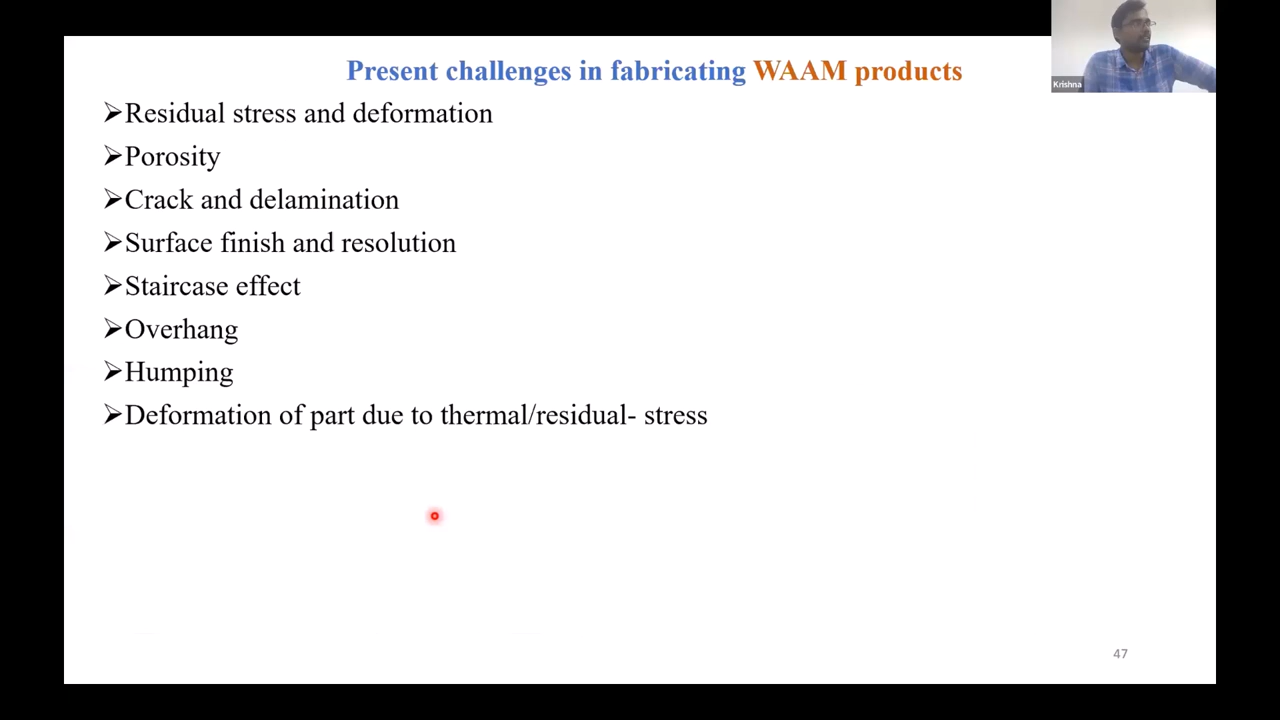 Present challenges in fabricating WAAM products
Krishna
➢Residual stress and deformation
➢Porosity
➢Crack and delamination
➢Surface finish and resolution
➢Staircase effect
➢Overhang
➢Humping
➢Deformation of part due to thermal/residual- stress
47